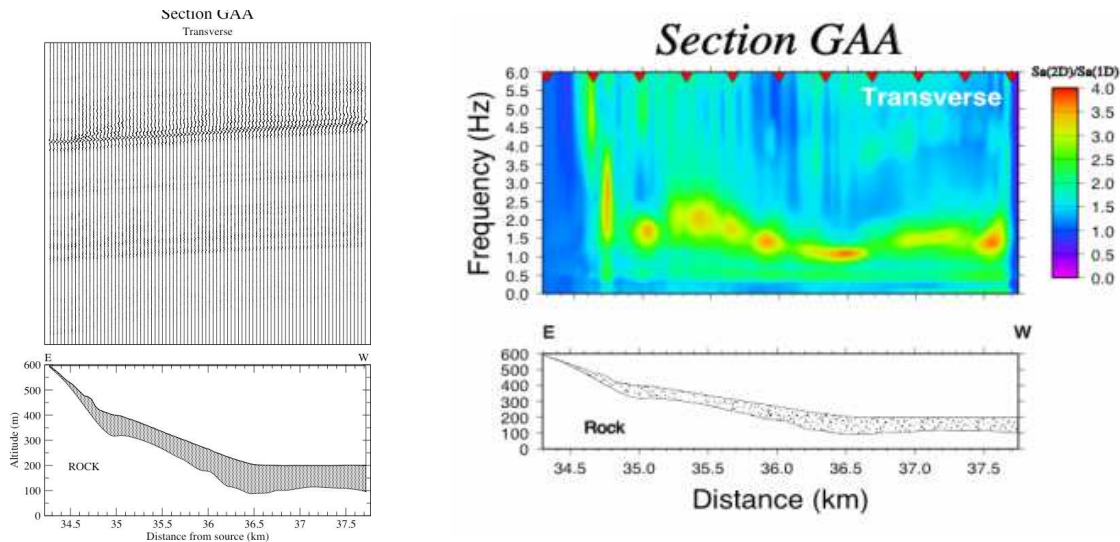 Section GAA
Transverse
E W
600
500
400
300
200
100
0
Altitude (m)
ROCK
34.5 35 35.5 36 36.5 37 37.5
Distance from source (km)
Section GAA
Sa(2D)/Sa(1D)
Transverse
6.0
5.5
5.0
4.5
4.0
3.5
3.0
2.5
2.0
1.5
1.0
0.5
0.0
Frequency (Hz)
4.0
3.5
3.0
2.5
2.0
1.5
1.0
0.5
0.0
E W
600
500
400
300
200
100
0
Rock
34.5 35.0 35.5 36.0 36.5 37.0 37.5
Distance (km)